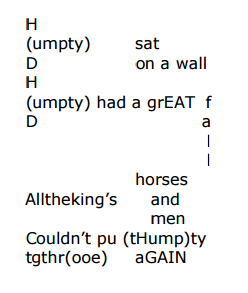 H
(umpty) sat
D on a wall
H
(umpty) had a grEAT f
D a
l
l
horses
Alltheking's and
men
Couldn't pu (tHump)ty
tgthr(ooe) aGAIN